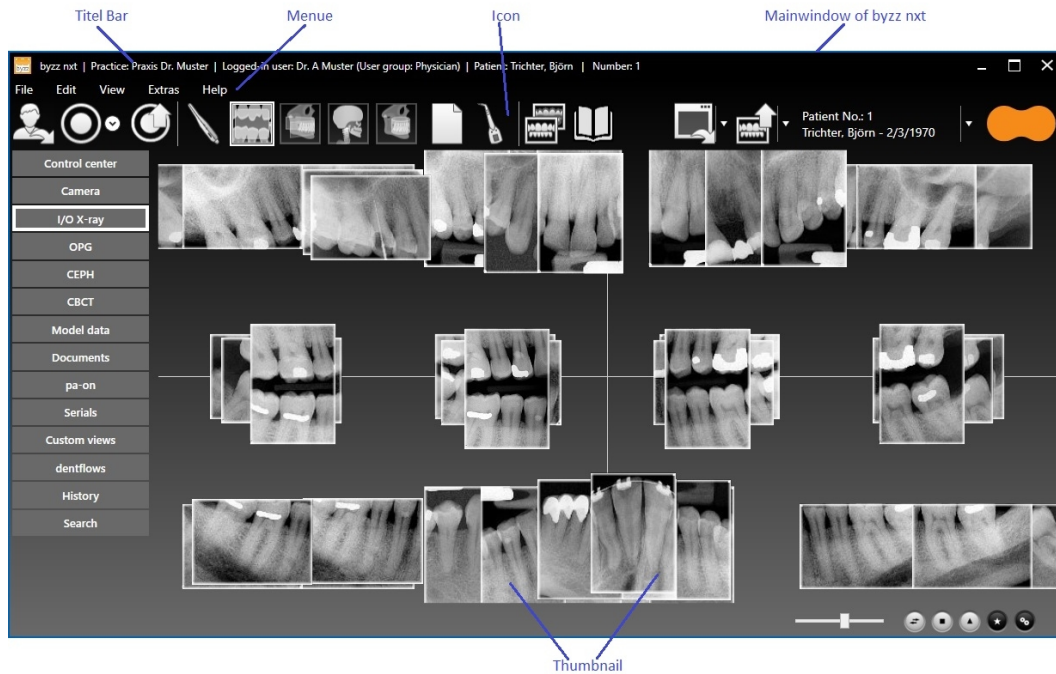 Titel Bar
Menue
Icon
Mainwindow of byzz nxt
byzz nxt | Practice: Praxis Dr. Muster | Logged-in user: Dr. A Muster (User group: Physician) | Patient: Trichter, Björn | Number: 1
File Edit View Extras Help
Patient No.: 1
Trichter, Björn - 2/3/1970
Control center
Camera
I/O X-ray
OPG
CEPH
CBCT
Model data
Documents
pa-on
Serials
Custom views
dentflows
History
Search
Thumbnail